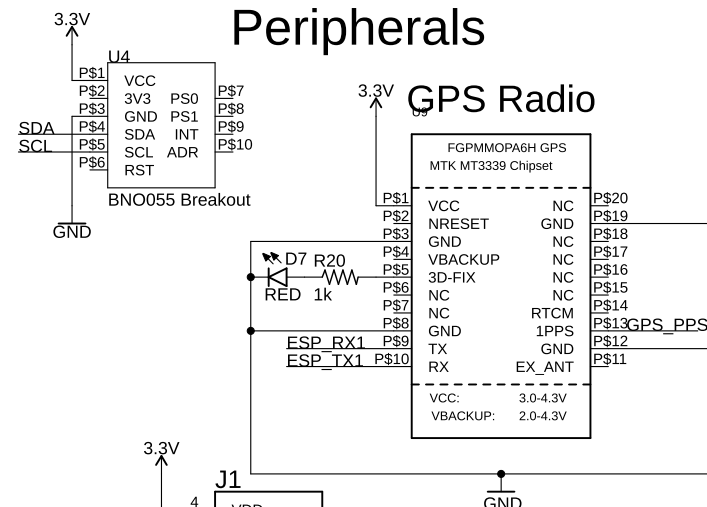 Peripherals
3.3V
U4
P$1 VCC
P$2 3V3 PS0 P$7
P$3 GND PS1 P$8
SDA P$4 SDA INT P$9
SCL P$5 SCL ADR P$10
P$6 RST
BNO055 Breakout
GND
3.3V
GPS Radio
U9
FGPMMOPA6H GPS
MTK MT3339 Chipset
P$1 VCC NC P$20
P$2 NRESET GND P$19
P$3 GND NC P$18
P$4 VBACKUP NC P$17
D7 R20 P$5 3D-FIX NC P$16
RED 1k P$6 NC NC P$15
P$7 NC RTCM P$14
P$8 GND 1PPS P$13 GPS_PPS
ESP_RX1 P$9 TX GND P$12
ESP_TX1 P$10 RX EX_ANT P$11
VCC: 3.0-4.3V
VBACKUP: 2.0-4.3V
3.3V
J1
4 VDD
GND